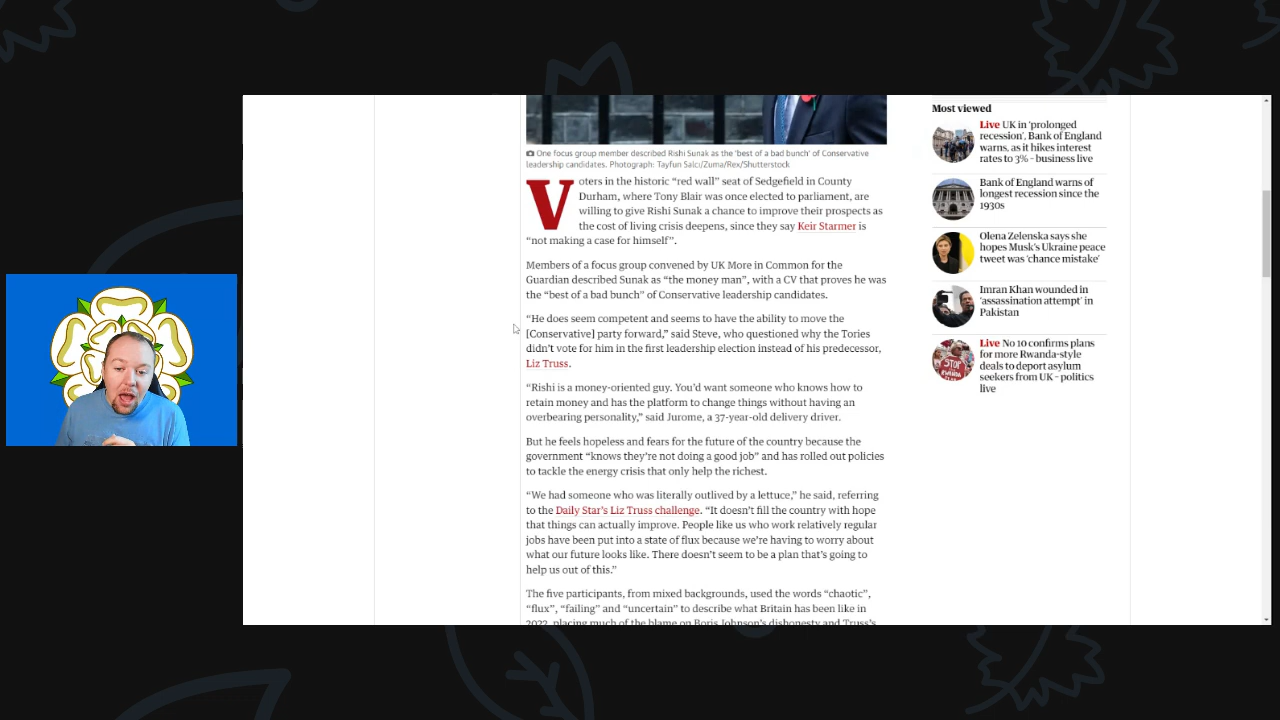 One focus group member described Rishi Sunak as the ‘best of a bad bunch’ of Conservative
leadership candidates. Photograph: Tayfun Salcı/Zuma/Rex/Shutterstock
Voters in the historic “red wall” seat of Sedgefield in County
Durham, where Tony Blair was once elected to parliament, are
willing to give Rishi Sunak a chance to improve their prospects as
the cost of living crisis deepens, since they say Keir Starmer is
“not making a case for himself”.
Members of a focus group convened by UK More in Common for the
Guardian described Sunak as “the money man”, with a CV that proves he was
the “best of a bad bunch” of Conservative leadership candidates.
“He does seem competent and seems to have the ability to move the
[Conservative] party forward,” said Steve, who questioned why the Tories
didn’t vote for him in the first leadership election instead of his predecessor,
Liz Truss.
“Rishi is a money-oriented guy. You’d want someone who knows how to
retain money and has the platform to change things without having an
overbearing personality,” said Jurome, a 37-year-old delivery driver.
But he feels hopeless and fears for the future of the country because the
government “knows they’re not doing a good job” and has rolled out policies
to tackle the energy crisis that only help the richest.
“We had someone who was literally outlived by a lettuce,” he said, referring
to the Daily Star’s Liz Truss challenge. “It doesn’t fill the country with hope
that things can actually improve. People like us who work relatively regular
jobs have been put into a state of flux because we’re having to worry about
what our future looks like. There doesn’t seem to be a plan that’s going to
help us out of this.”
The five participants, from mixed backgrounds, used the words “chaotic”,
“flux”, “failing” and “uncertain” to describe what Britain has been like in
2022, placing much of the blame on Boris Johnson’s dishonesty and Truss’s
Most viewed
Live UK in ‘prolonged
recession’, Bank of England
warns, as it hikes interest
rates to 3% – business live
Bank of England warns of
longest recession since the
1930s
Olena Zelenska says she
hopes Musk’s Ukraine peace
tweet was ‘chance mistake’
Imran Khan wounded in
‘assassination attempt’ in
Pakistan
Live No 10 confirms plans
for more Rwanda-style
deals to deport asylum
seekers from UK – politics
live
STOP
RWANDA